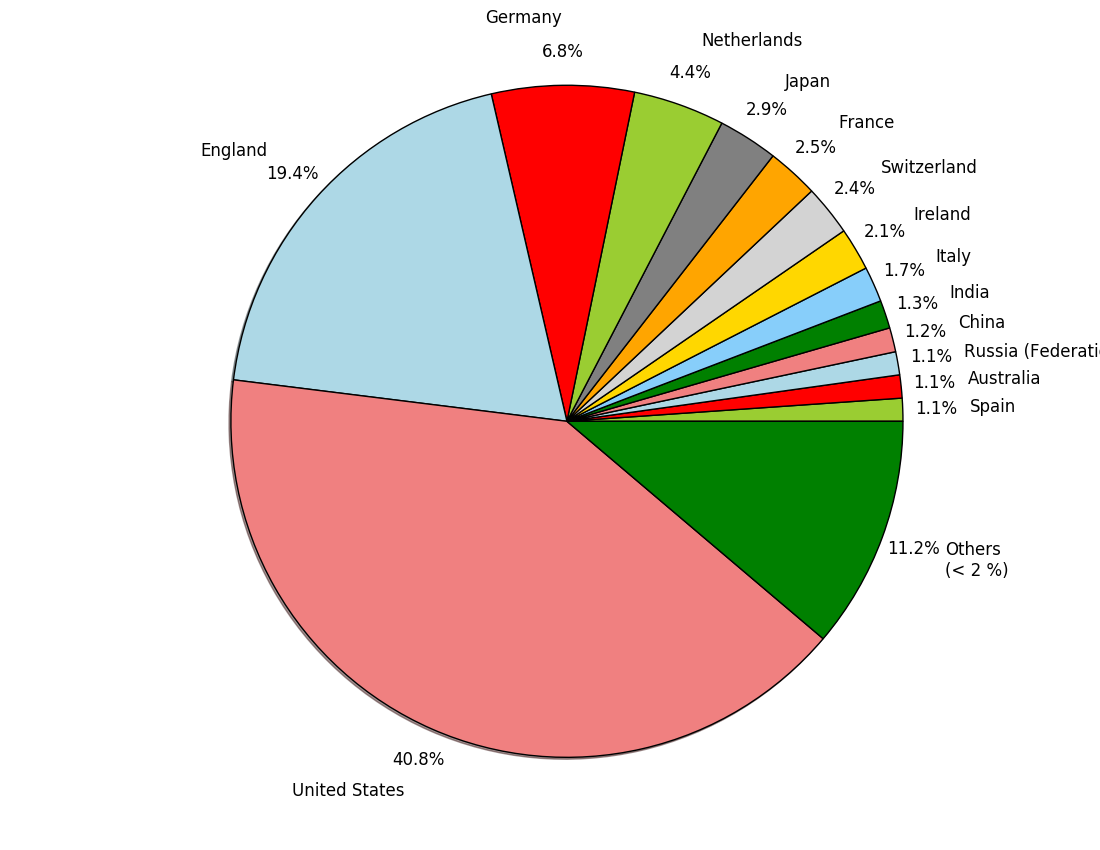 Germany
6.8%
Netherlands
4.4%
Japan
2.9%
France
2.5%
Switzerland
2.4%
Ireland
2.1%
Italy
1.7%
India
1.3%
China
1.2%
Russia (Federati
1.1%
Australia
1.1%
Spain
1.1%
England
19.4%
11.2%
Others
(< 2 %)
40.8%
United States